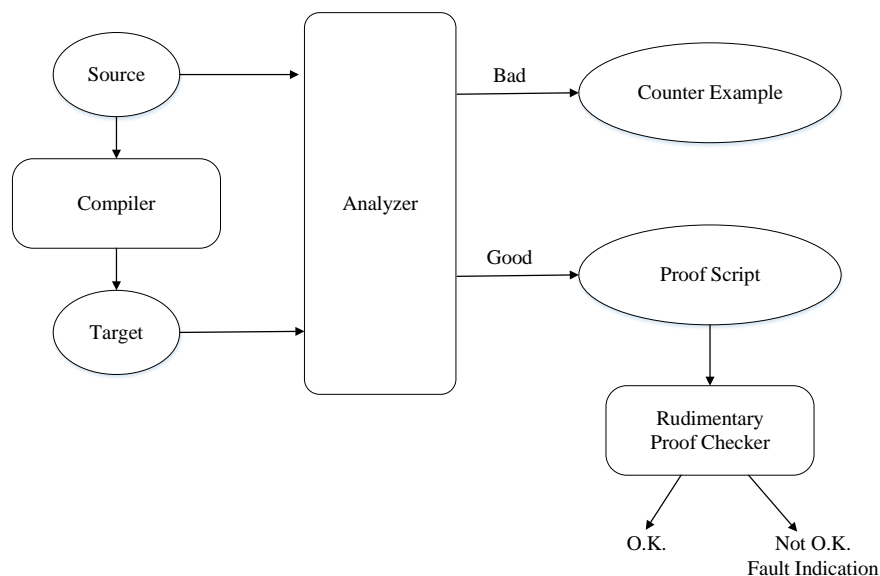 Source
Compiler
Target
Analyzer
Bad
Counter Example
Good
Proof Script
Rudimentary
Proof Checker
O.K.
Not O.K.
Fault Indication